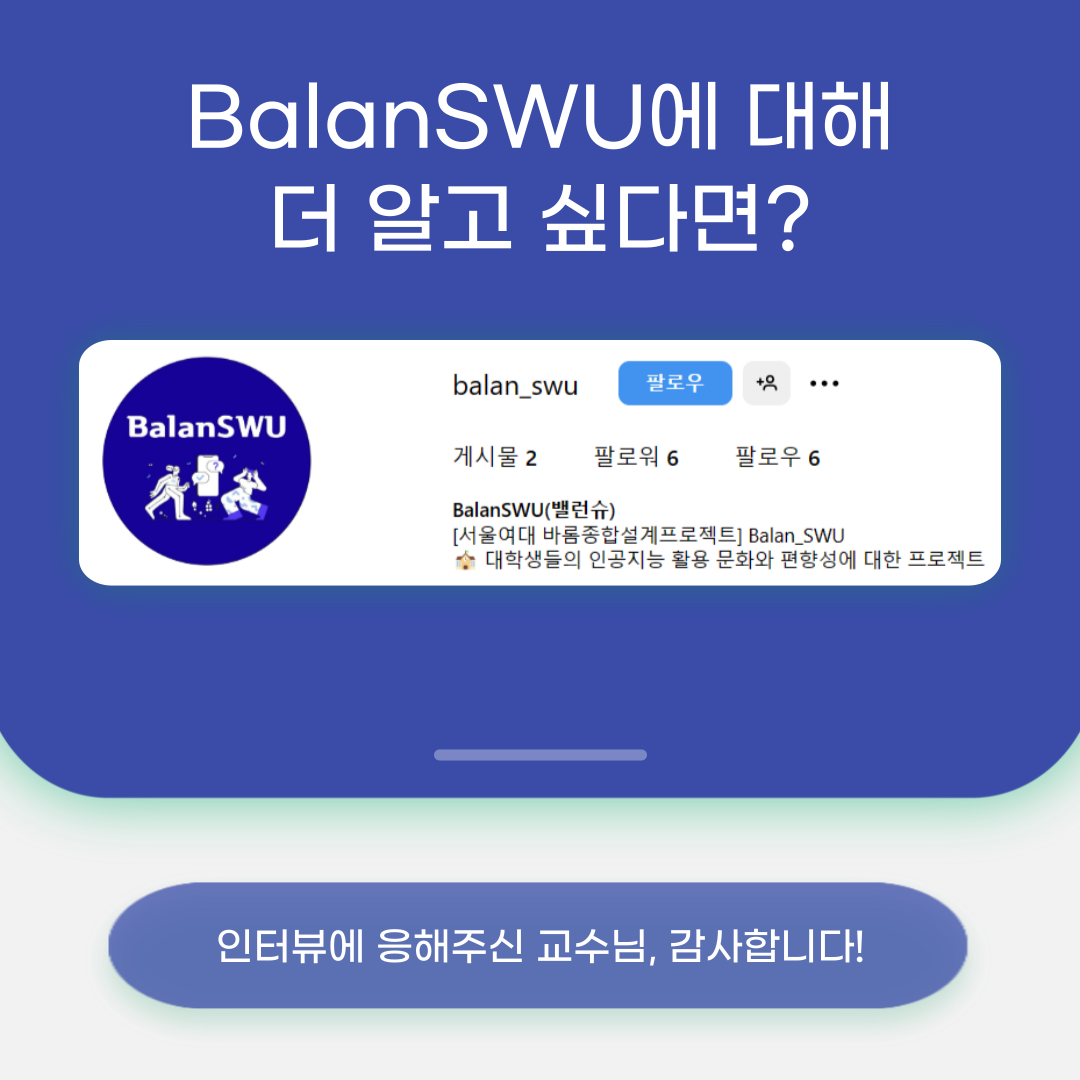 BalanSWU에 대해
더 알고 싶다면?
BalanSWU
balan_swu 팔로우
게시물 2 팔로워 6 팔로우 6
BalanSWU(밸런슈)
[서울여대 바롬종합설계프로젝트] Balan_SWU
대학생들의 인공지능 활용 문화와 편향성에 대한 프로젝트
인터뷰에 응해주신 교수님, 감사합니다!